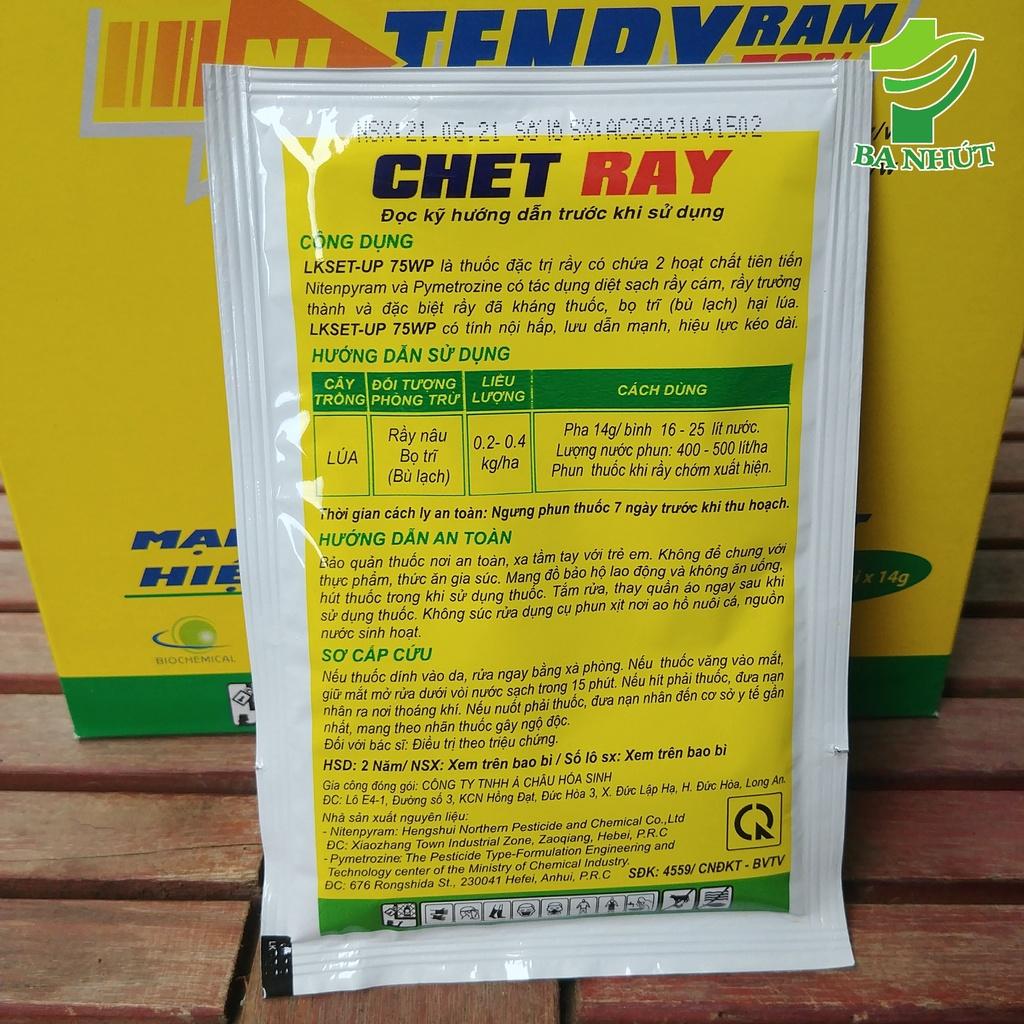 TENDYRAM
BA NHÚT
NSX:21.06.21 Số lô SX:AC28421041502
CHET RAY
Đọc kỹ hướng dẫn trước khi sử dụng
CÔNG DỤNG
LKSET-UP 75WP là thuốc đặc trị rầy có chứa 2 hoạt chất tiên tiến
Nitenpyram và Pymetrozine có tác dụng diệt sạch rầy cám, rầy trưởng
thành và đặc biệt rầy đã kháng thuốc, bọ trĩ (bù lạch) hại lúa.
LKSET-UP 75WP có tính nội hấp, lưu dẫn mạnh, hiệu lực kéo dài.
HƯỚNG DẪN SỬ DỤNG
CÂY TRỒNG ĐỐI TƯỢNG PHÒNG TRỪ LIỀU LƯỢNG CÁCH DÙNG
LÚA
Rầy nâu
Bọ trĩ
(Bù lạch)
0.2- 0.4
kg/ha
Pha 14g/ bình 16 - 25 lít nước.
Lượng nước phun: 400 - 500 lít/ha
Phun thuốc khi rầy chớm xuất hiện.
Thời gian cách ly an toàn: Ngưng phun thuốc 7 ngày trước khi thu hoạch.
HƯỚNG DẪN AN TOÀN
Bảo quản thuốc nơi an toàn, xa tầm tay với trẻ em. Không để chung với
thực phẩm, thức ăn gia súc. Mang đồ bảo hộ lao động và không ăn uống,
hút thuốc trong khi sử dụng thuốc. Tắm rửa, thay quần áo ngay sau khi
sử dụng thuốc. Không súc rửa dụng cụ phun xịt nơi ao hồ nuôi cá, nguồn
nước sinh hoạt.
SƠ CẤP CỨU
Nếu thuốc dính vào da, rửa ngay bằng xà phòng. Nếu thuốc văng vào mắt,
giữ mắt mở rửa dưới vòi nước sạch trong 15 phút. Nếu hít phải thuốc, đưa nạn
nhân ra nơi thoáng khí. Nếu nuốt phải thuốc, đưa nạn nhân đến cơ sở y tế gần
nhất, mang theo nhãn thuốc gây ngộ độc.
Đối với bác sĩ: Điều trị theo triệu chứng.
HSD: 2 Năm/ NSX: Xem trên bao bì / Số lô sx: Xem trên bao bì
Gia công đóng gói: CÔNG TY TNHH Á CHÂU HÓA SINH
ĐC: Lô E4-1, Đường số 3, KCN Hồng Đạt, Đức Hòa 3, X. Đức Lập Hạ, H. Đức Hòa, Long An.
Nhà sản xuất nguyên liệu:
- Nitenpyram: Hengshui Northern Pesticide and Chemical Co.,Ltd
ĐC: Xiaozhang Town Industrial Zone, Zaoqiang, Hebei, P.R.C
- Pymetrozine: The Pesticide Type-Formulation Engineering and
Technology center of the Ministry of Chemical Industry.
ĐC: 676 Rongshida St., 230041 Hefei, Anhui, P.R.C
SĐK: 4559/ CNĐKT - BVTV
x 14g
BIOCHEMICAL